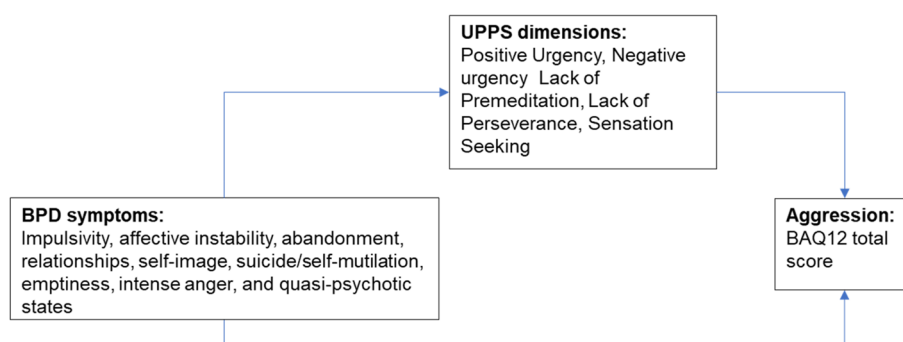 UPPS dimensions:
Positive Urgency, Negative
urgency  Lack of
Premeditation, Lack of
Perseverance, Sensation
Seeking
BPD symptoms:
Impulsivity, affective instability, abandonment,
relationships, self-image, suicide/self-mutilation,
emptiness, intense anger, and quasi-psychotic
states
Aggression:
BAQ12 total
score